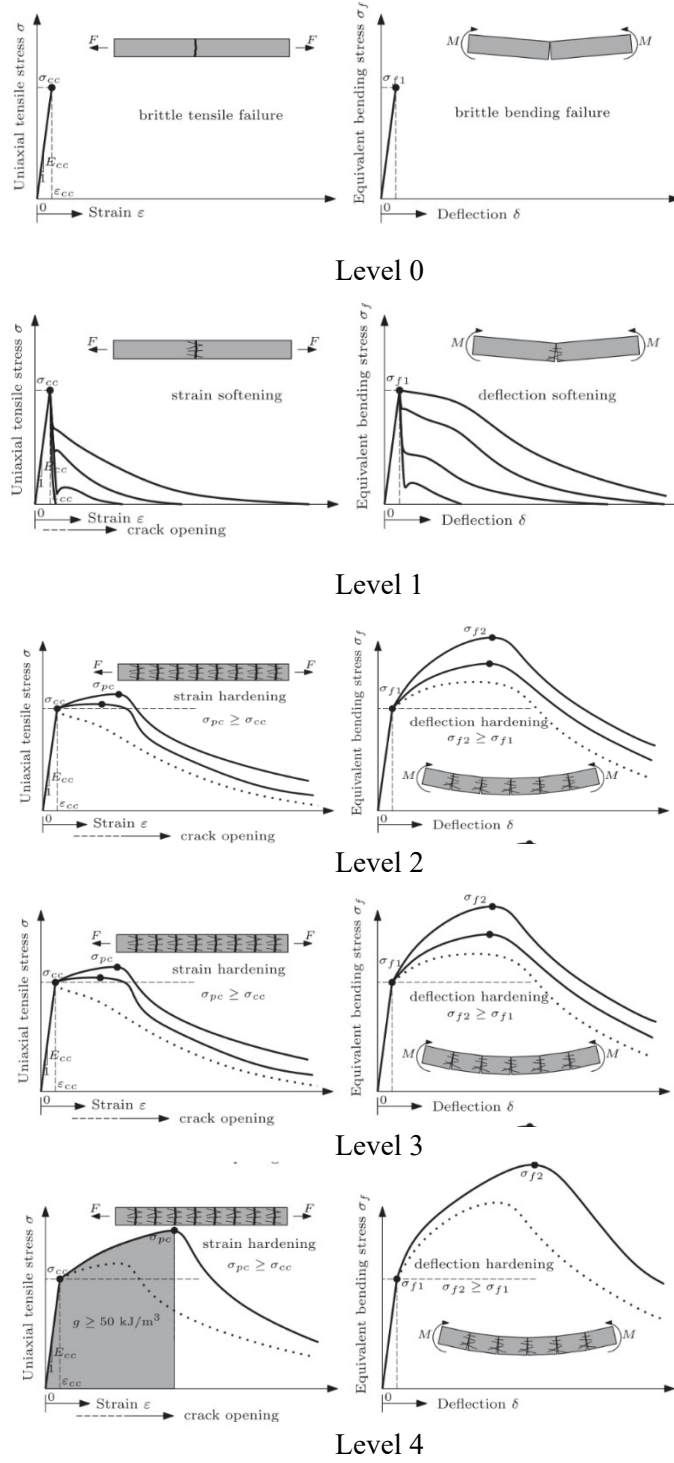 Uniaxial tensile stress σ
σcc
Ecc
1
εcc
0
Strain ε
F
F
brittle tensile failure
Equivalent bending stress σf
σf1
0
Deflection δ
M
M
brittle bending failure
Level 0
Uniaxial tensile stress σ
σcc
Ecc
1
εcc
0
Strain ε
crack opening
F
F
strain softening
Equivalent bending stress σf
σf1
0
Deflection δ
M
M
deflection softening
Level 1
Uniaxial tensile stress σ
σcc
σpc
Ecc
1
εcc
0
Strain ε
crack opening
F
F
strain hardening
σpc ≥ σcc
Equivalent bending stress σf
σf1
σf2
0
Deflection δ
deflection hardening
σf2 ≥ σf1
M
M
Level 2
Uniaxial tensile stress σ
σcc
σpc
Ecc
1
εcc
0
Strain ε
crack opening
F
F
strain hardening
σpc ≥ σcc
Equivalent bending stress σf
σf1
σf2
0
Deflection δ
deflection hardening
σf2 ≥ σf1
M
M
Level 3
Uniaxial tensile stress σ
σcc
σpc
g ≥ 50 kJ/m³
Ecc
1
εcc
0
Strain ε
crack opening
F
F
strain hardening
σpc ≥ σcc
Equivalent bending stress σf
σf1
σf2
0
Deflection δ
deflection hardening
σf2 ≥ σf1
M
M
Level 4